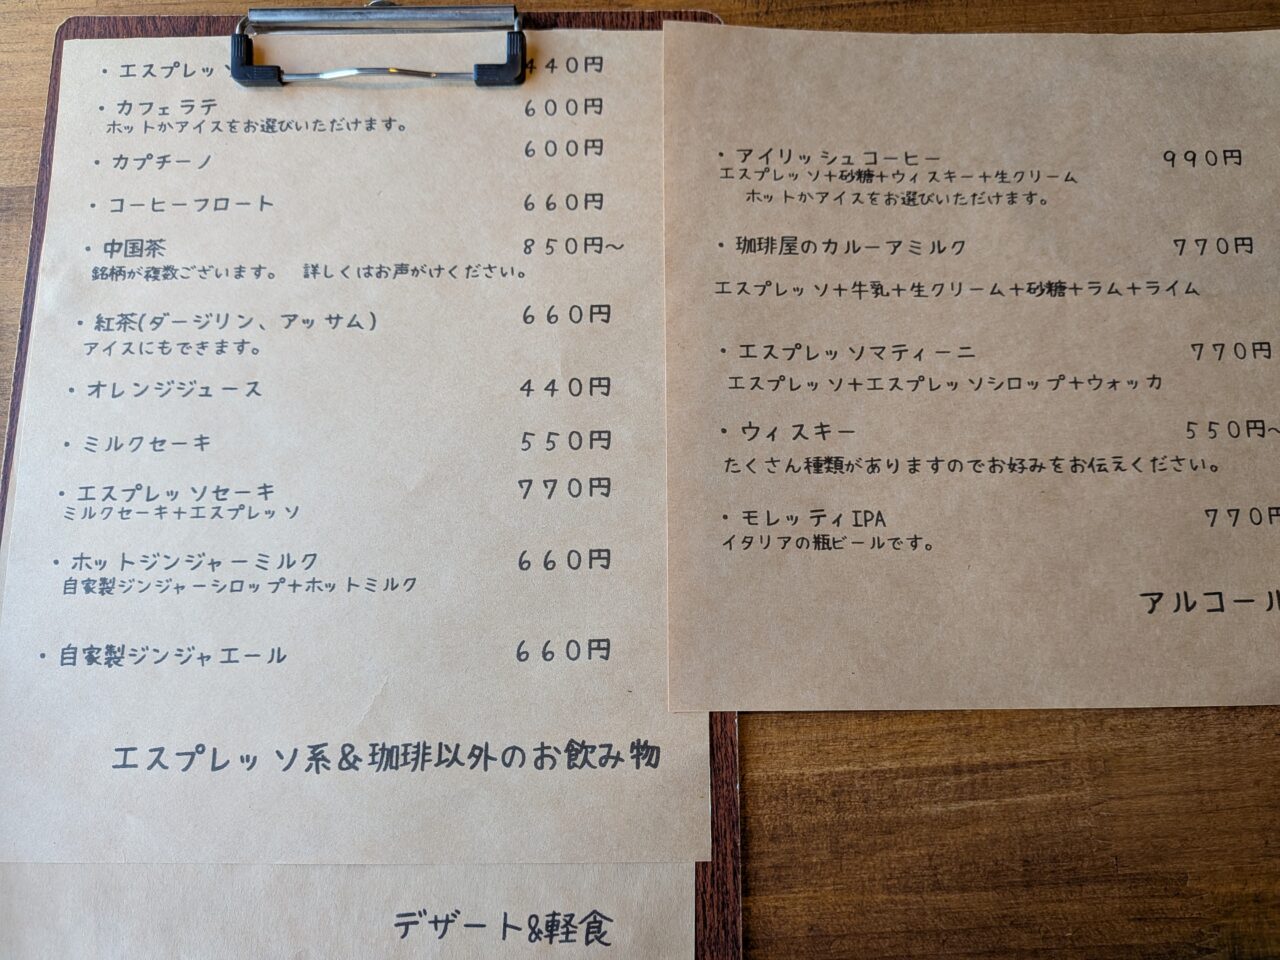 ・エスプレッソ ４４０円
・カフェラテ ６００円
ホットかアイスをお選びいただけます。
・カプチーノ ６００円
・コーヒーフロート ６６０円
・中国茶 ８５０円～
銘柄が複数ございます。　詳しくはお声がけください。
・紅茶(ダージリン、アッサム) ６６０円
アイスにもできます。
・オレンジジュース ４４０円
・ミルクセーキ ５５０円
・エスプレッソセーキ ７７０円
ミルクセーキ＋エスプレッソ
・ホットジンジャーミルク ６６０円
自家製ジンジャーシロップ＋ホットミルク
・自家製ジンジャエール ６６０円
エスプレッソ系＆珈琲以外のお飲み物
デザート&軽食
・アイリッシュコーヒー ９９０円
エスプレッソ＋砂糖＋ウィスキー＋生クリーム
ホットかアイスをお選びいただけます。
・珈琲屋のカルーアミルク ７７０円
エスプレッソ＋牛乳＋生クリーム＋砂糖＋ラム＋ライム
・エスプレッソマティーニ ７７０円
エスプレッソ＋エスプレッソシロップ＋ウォッカ
・ウィスキー ５５０円～
たくさん種類がありますのでお好みをお伝えください。
・モレッティIPA ７７０円
イタリアの瓶ビールです。
アルコール